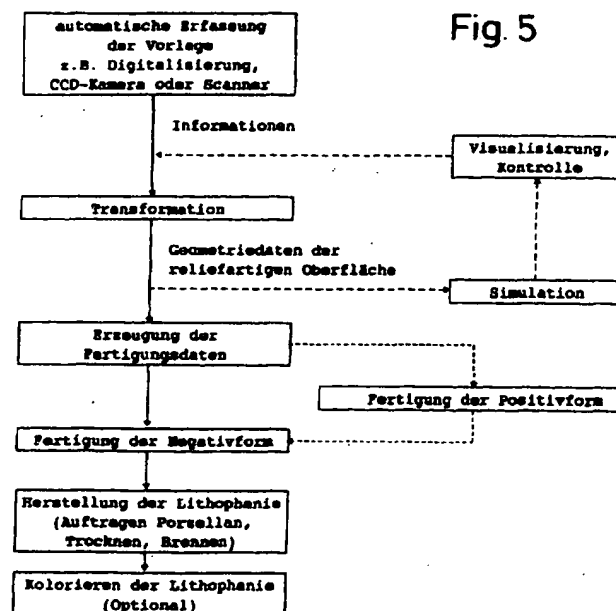 Fig. 5
automatische Erfassung
der Vorlage
z.B. Digitalisierung,
CCD-Kamera oder Scanner
Informationen
Visualisierung,
Kontrolle
Transformation
Geometriedaten der
reliefartigen Oberfläche
Simulation
Erzeugung der
Fertigungsdaten
Fertigung der Positivform
Fertigung der Negativform
Herstellung der Lithophanie
(Auftragen Porzellan,
Trocknen, Brennen)
Kolorieren der Lithophanie
(Optional)